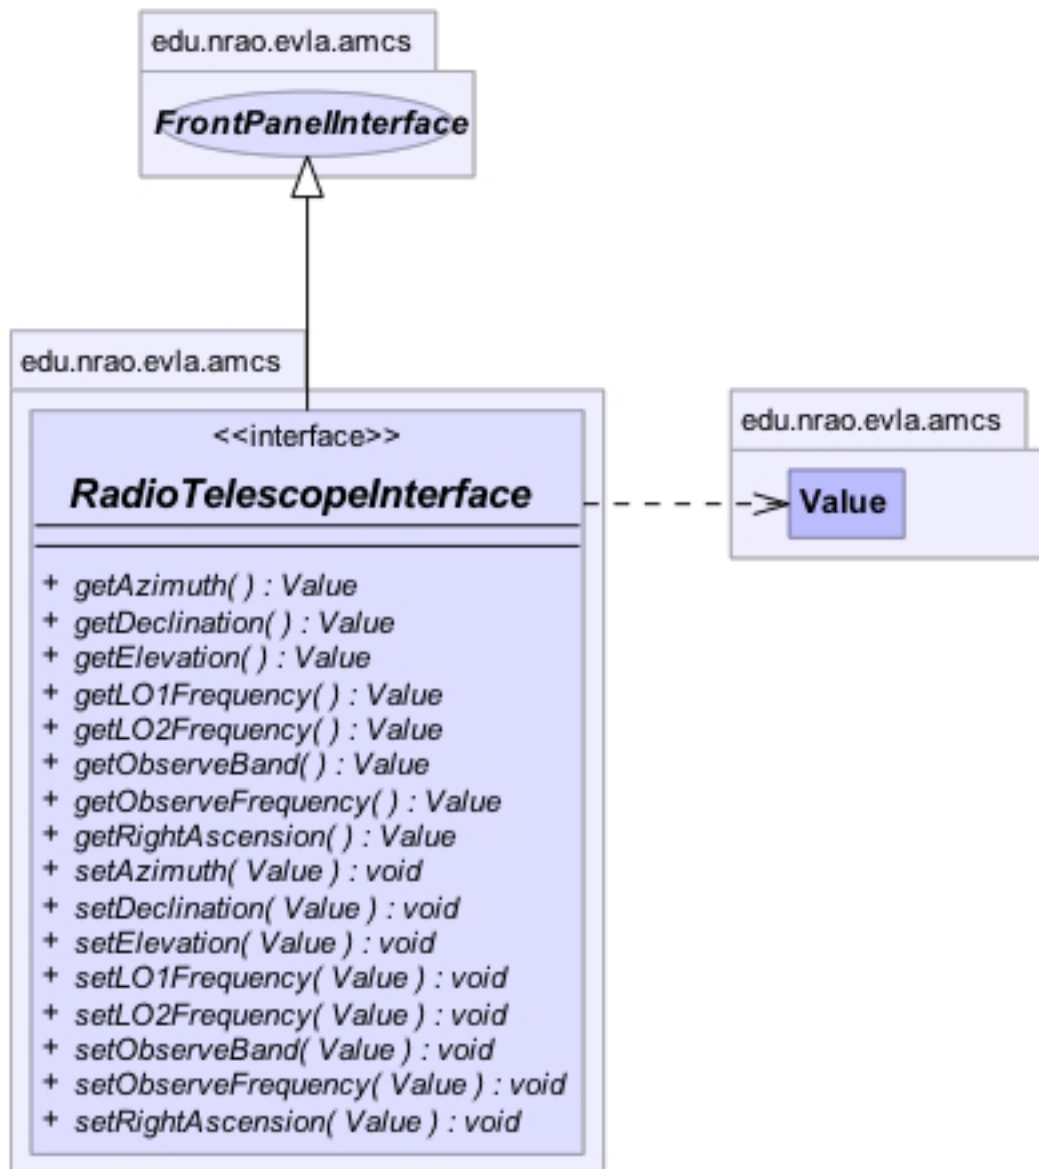 edu.nrao.evla.amcs
FrontPanelInterface
edu.nrao.evla.amcs
<<interface>>
RadioTelescopeInterface
+ getAzimuth( ) : Value
+ getDeclination( ) : Value
+ getElevation( ) : Value
+ getLO1Frequency( ) : Value
+ getLO2Frequency( ) : Value
+ getObserveBand( ) : Value
+ getObserveFrequency( ) : Value
+ getRightAscension( ) : Value
+ setAzimuth( Value ) : void
+ setDeclination( Value ) : void
+ setElevation( Value ) : void
+ setLO1Frequency( Value ) : void
+ setLO2Frequency( Value ) : void
+ setObserveBand( Value ) : void
+ setObserveFrequency( Value ) : void
+ setRightAscension( Value ) : void
edu.nrao.evla.amcs
Value